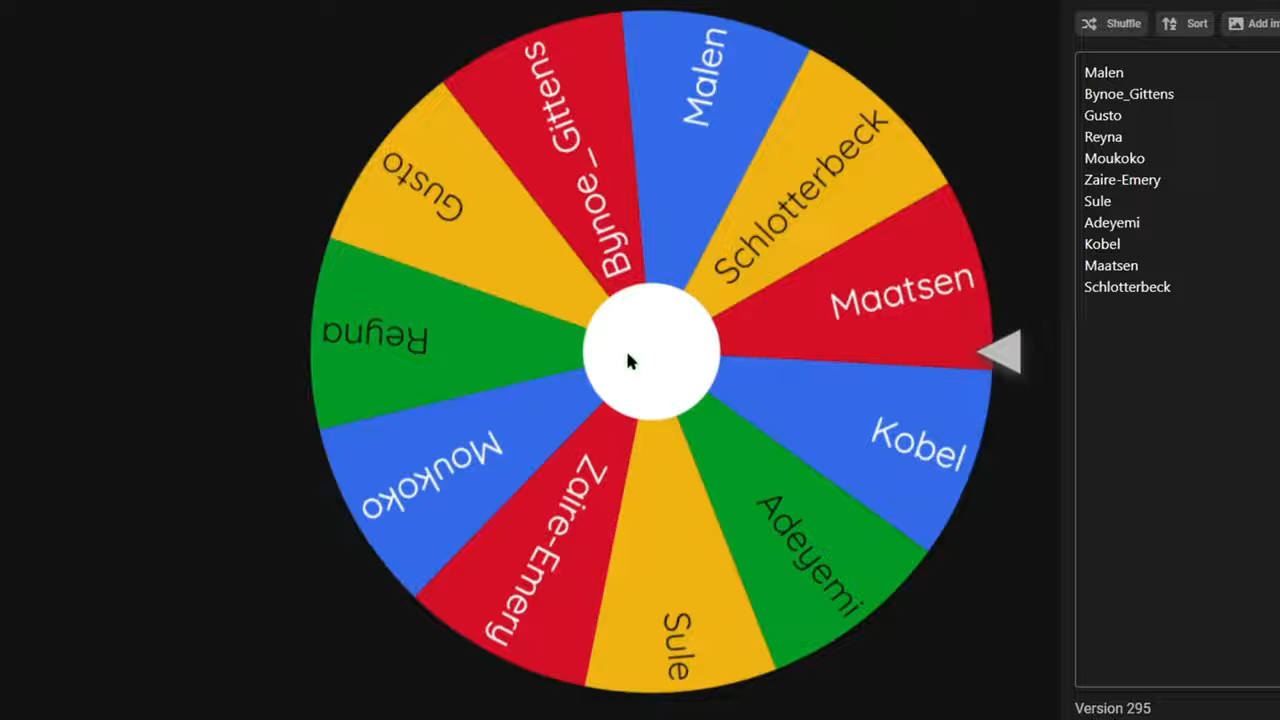 Shuffle
Sort
Add im
Malen
Bynoe_Gittens
Gusto
Reyna
Moukoko
Zaire-Emery
Sule
Adeyemi
Kobel
Maatsen
Schlotterbeck
Malen
Bynoe_Gittens
Gusto
Reyna
Moukoko
Zaire-Emery
Sule
Adeyemi
Kobel
Maatsen
Schlotterbeck
Version 295